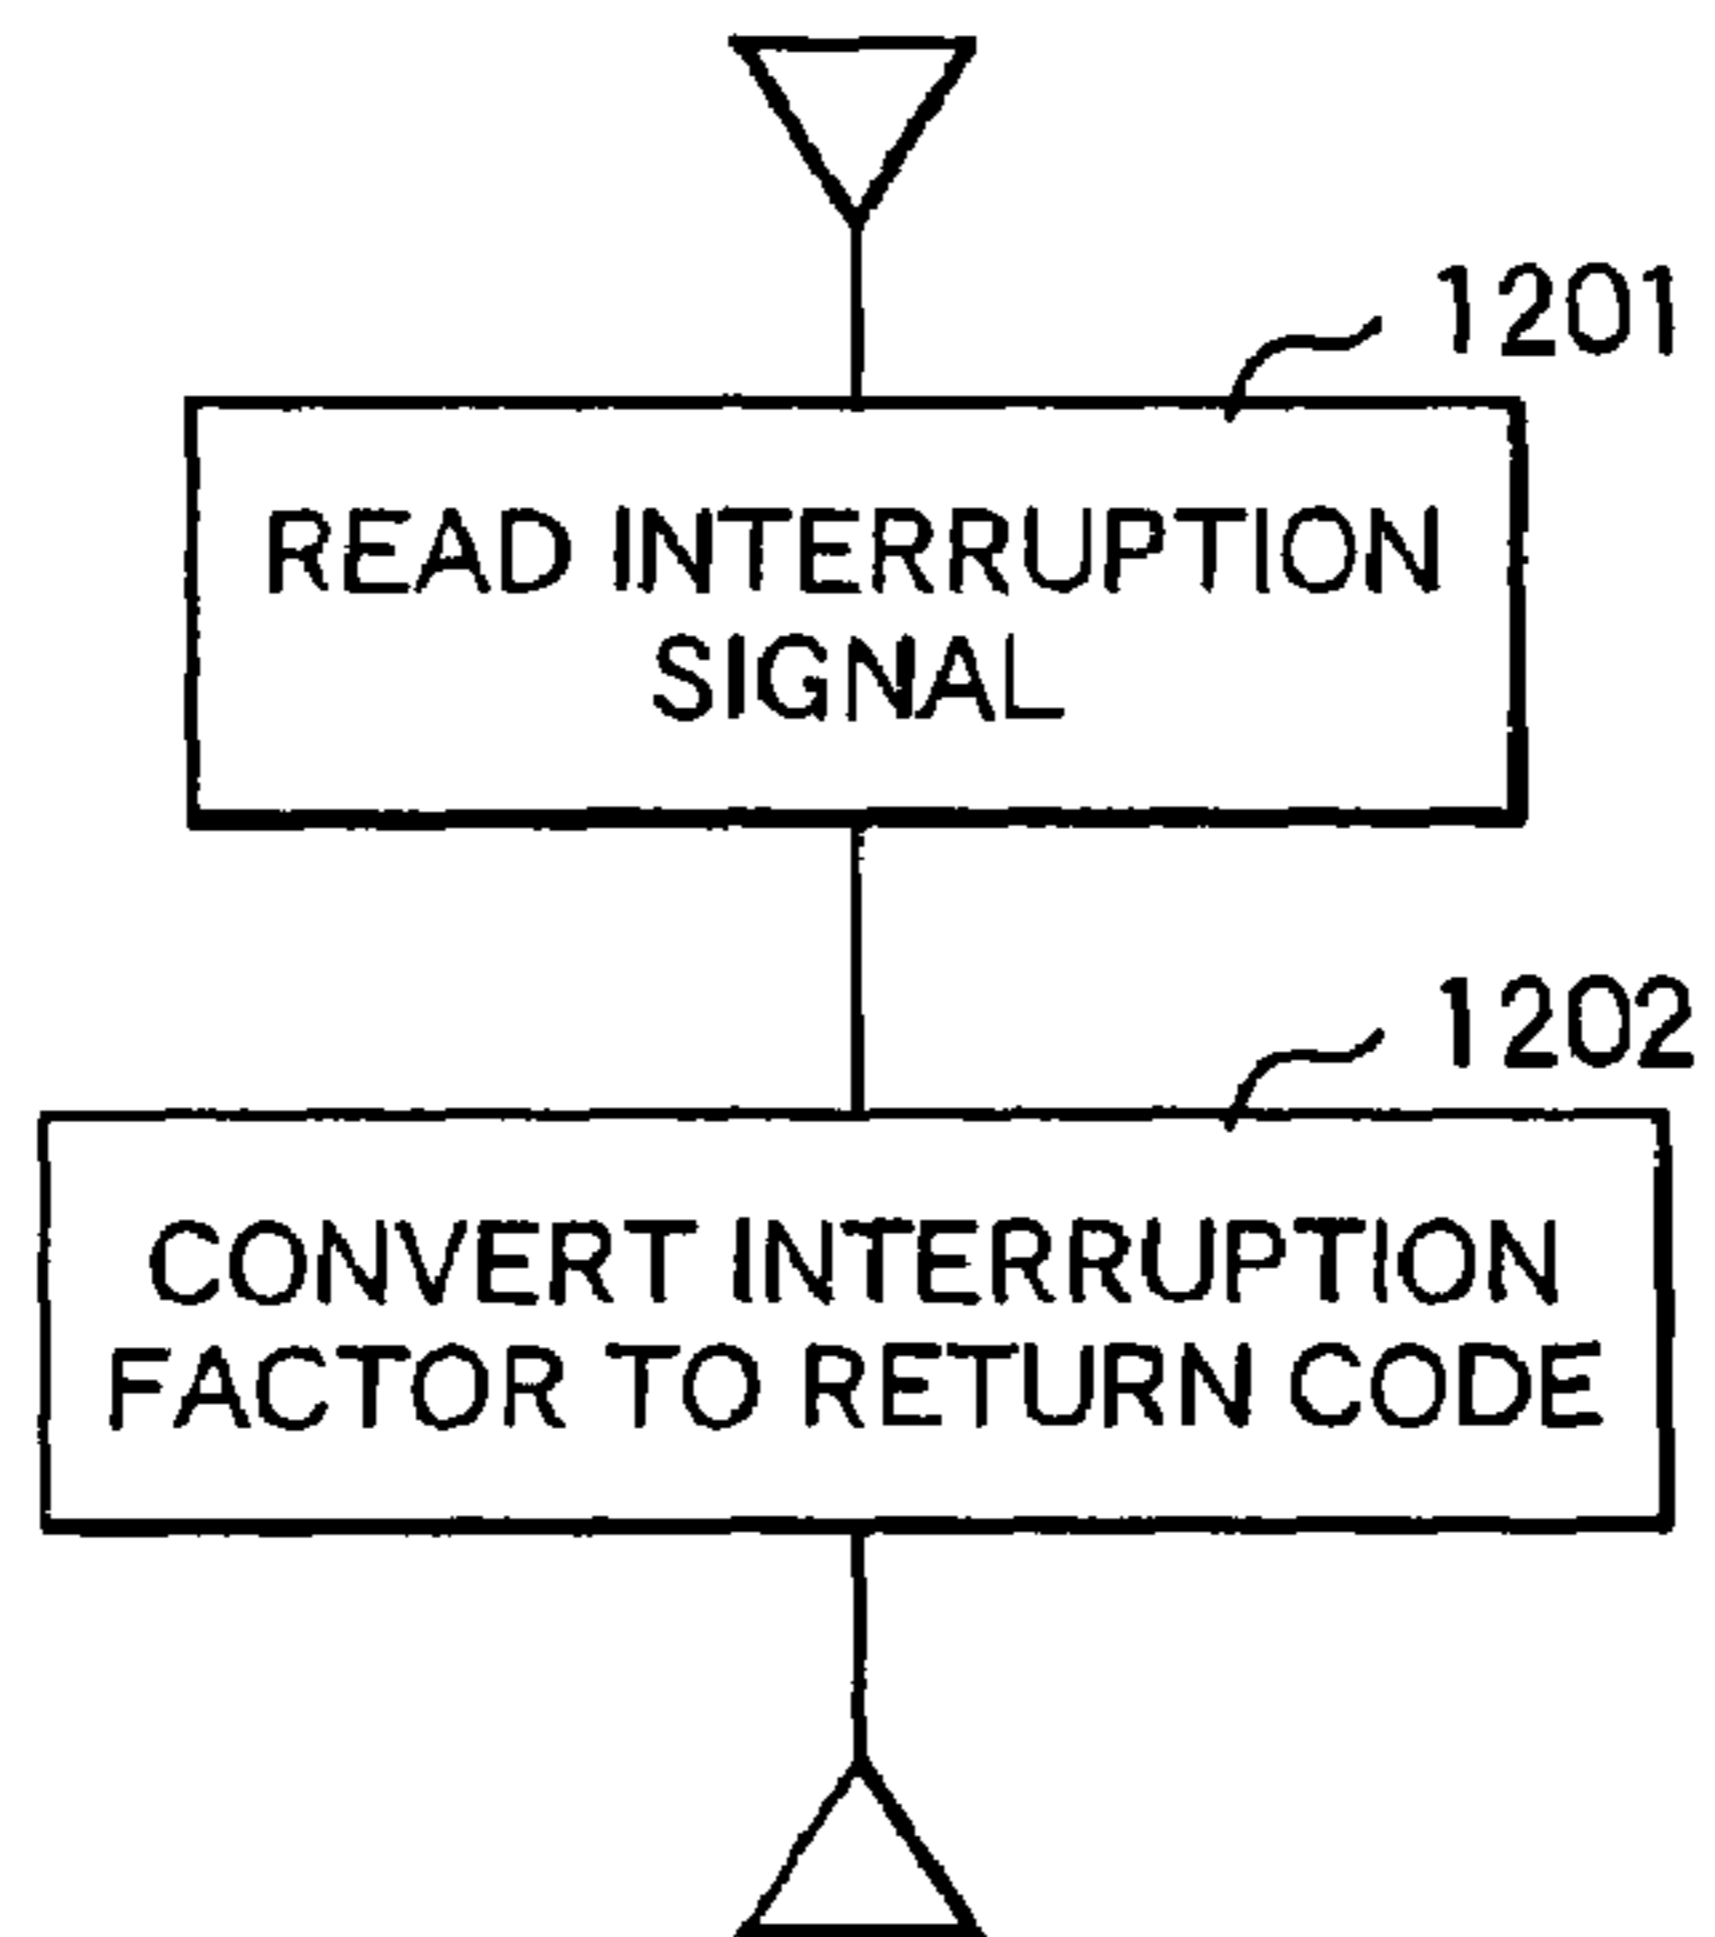 1201
READ INTERRUPTION
SIGNAL
1202
CONVERT INTERRUPTION
FACTOR TO RETURN CODE